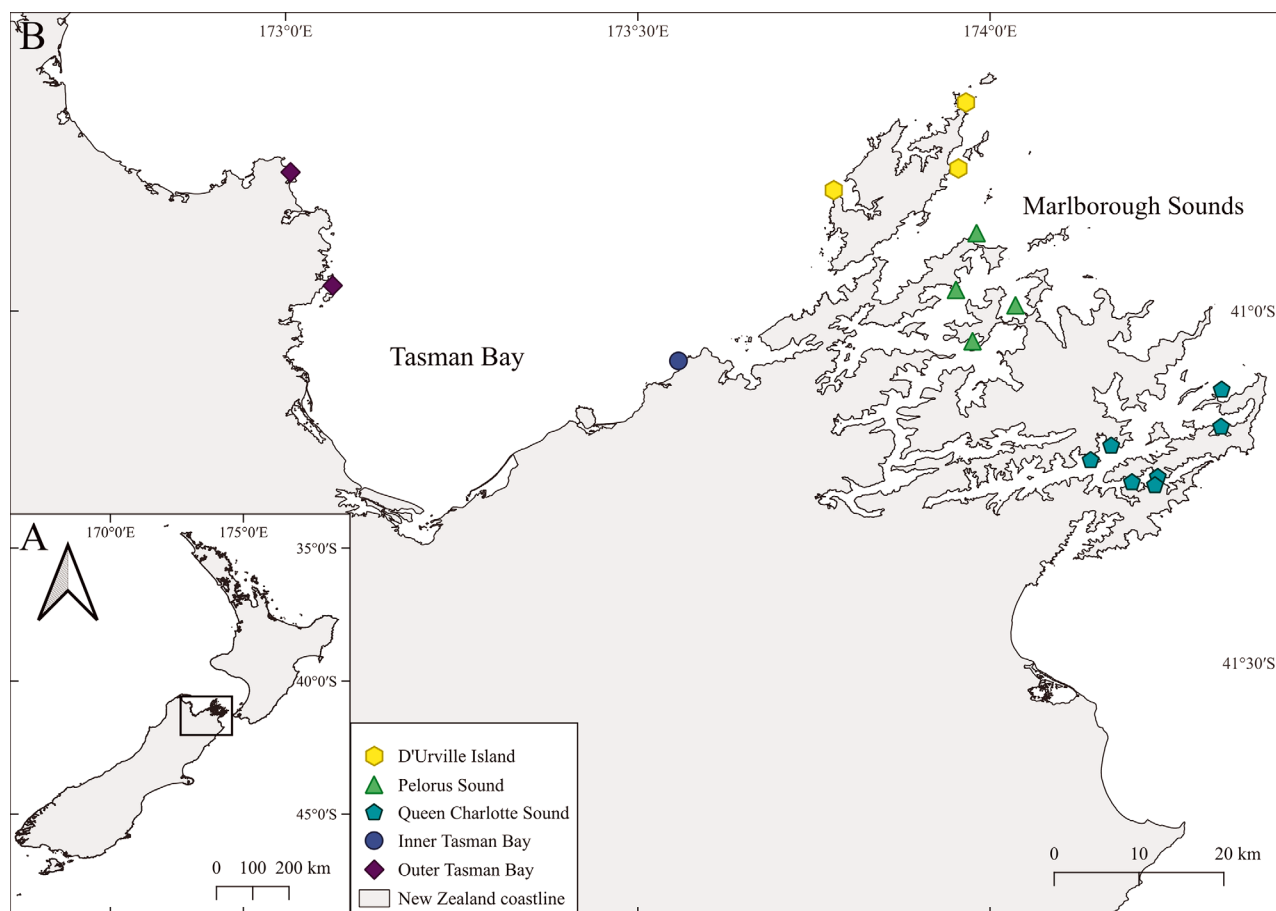 B
173°0′E
173°30′E
174°0′E
Marlborough Sounds
41°0′S
Tasman Bay
A
170°0′E
175°0′E
35°0′S
40°0′S
41°30′S
45°0′S
D'Urville Island
Pelorus Sound
Queen Charlotte Sound
Inner Tasman Bay
Outer Tasman Bay
New Zealand coastline
0 100 200 km
0 10 20 km